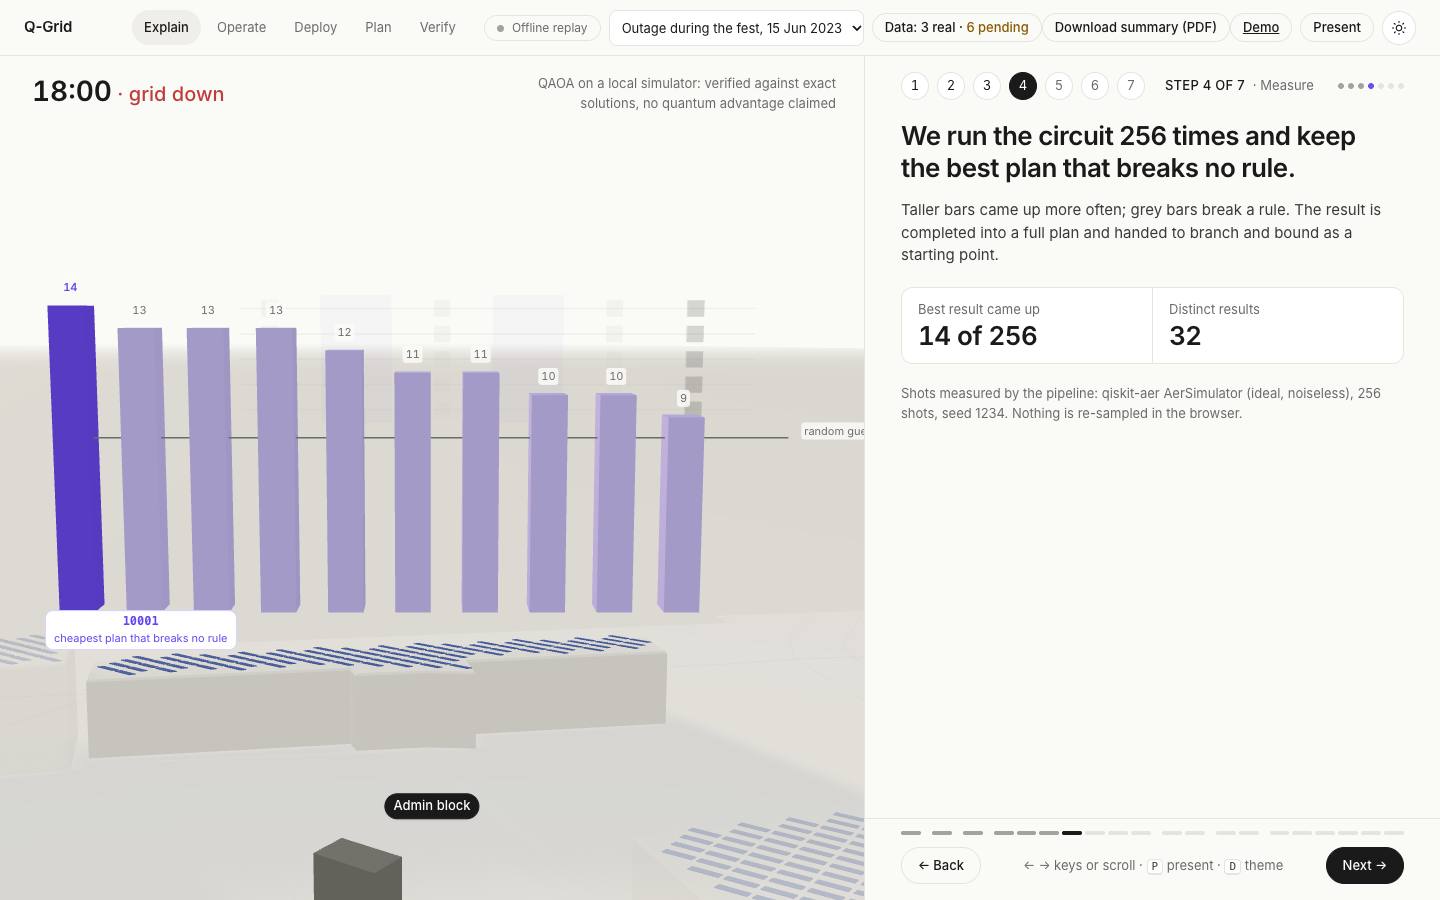 Q-Grid
Explain
Operate
Deploy
Plan
Verify
Offline replay
Outage during the fest, 15 Jun 2023
Data: 3 real · 6 pending
Download summary (PDF)
Demo
Present
18:00 · grid down
QAOA on a local simulator: verified against exact
solutions, no quantum advantage claimed
14
13
13
13
12
11
11
10
10
9
random gue
10001
cheapest plan that breaks no rule
Admin block
1 2 3 4 5 6 7
STEP 4 OF 7 · Measure
We run the circuit 256 times and keep
the best plan that breaks no rule.
Taller bars came up more often; grey bars break a rule. The result is
completed into a full plan and handed to branch and bound as a
starting point.
Best result came up
14 of 256
Distinct results
32
Shots measured by the pipeline: qiskit-aer AerSimulator (ideal, noiseless), 256
shots, seed 1234. Nothing is re-sampled in the browser.
← Back
← → keys or scroll · P present · D theme
Next →